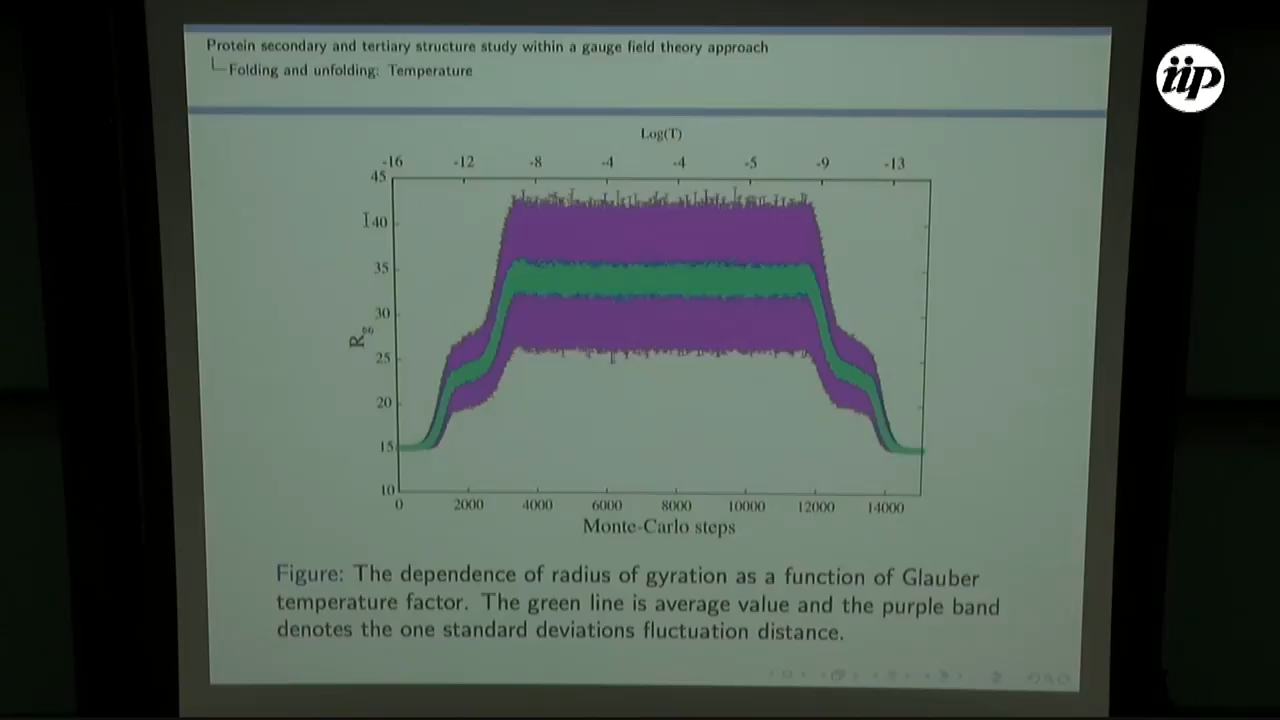 Protein secondary and tertiary structure study within a gauge field theory approach
Folding and unfolding: Temperature
iip
Log(T)
-16 -12 -8 -4 -4 -5 -9 -13
45
40
35
30
25
20
15
10
Rg
0 2000 4000 6000 8000 10000 12000 14000
Monte-Carlo steps
Figure: The dependence of radius of gyration as a function of Glauber
temperature factor. The green line is average value and the purple band
denotes the one standard deviations fluctuation distance.